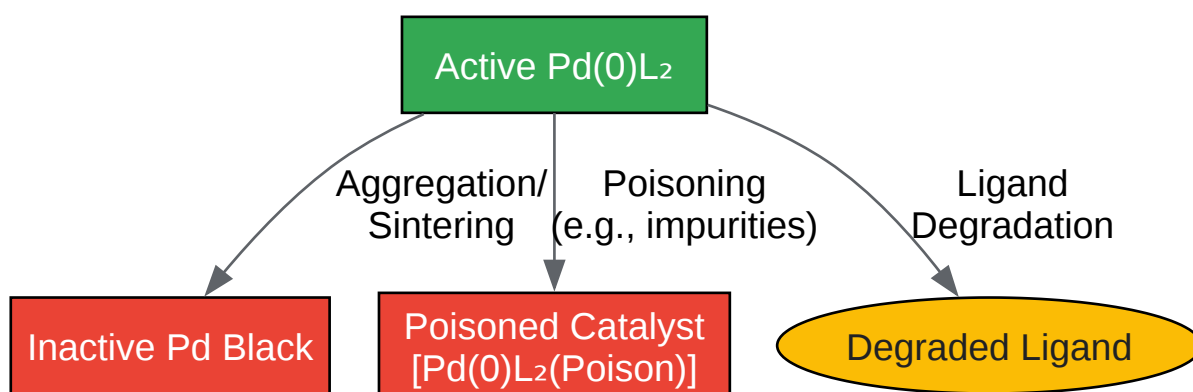 Active Pd(0)L₂
Aggregation/
Sintering
Poisoning
(e.g., impurities)
Ligand
Degradation
Inactive Pd Black
Poisoned Catalyst
[Pd(0)L₂(Poison)]
Degraded Ligand